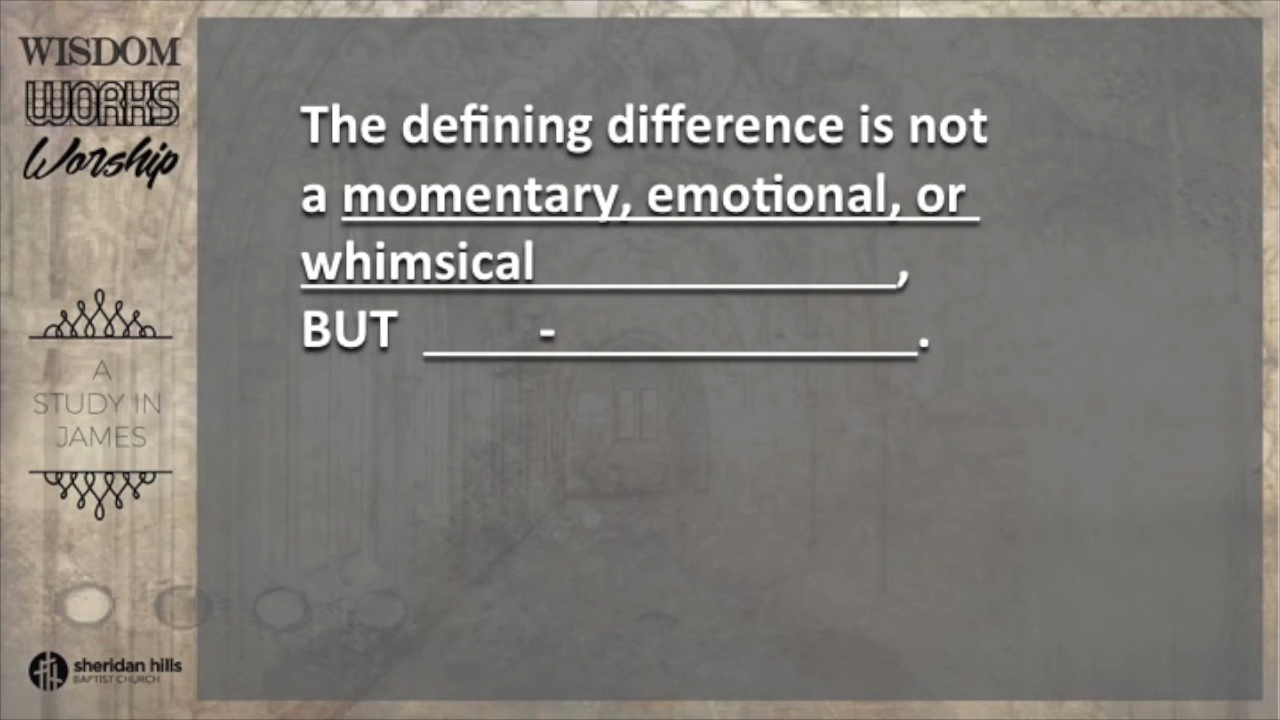 WISDOM
WORKS
Worship
A
STUDY IN
JAMES
sheridan hills
BAPTIST CHURCH
The defining difference is not
a momentary, emotional, or
whimsical ,
BUT - .